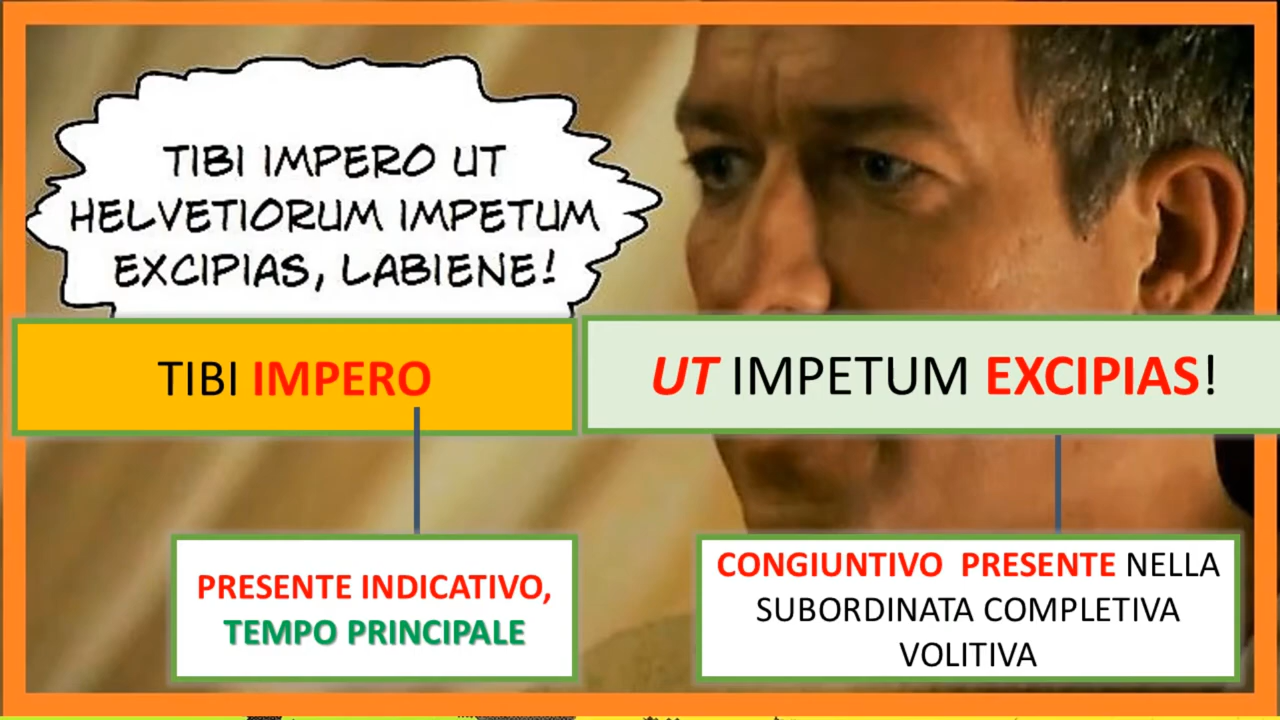 TIBI IMPERO UT
HELVETIORUM IMPETUM
EXCIPIAS, LABIENE!
TIBI IMPERO
UT IMPETUM EXCIPIAS!
PRESENTE INDICATIVO,
TEMPO PRINCIPALE
CONGIUNTIVO PRESENTE NELLA
SUBORDINATA COMPLETIVA
VOLITIVA